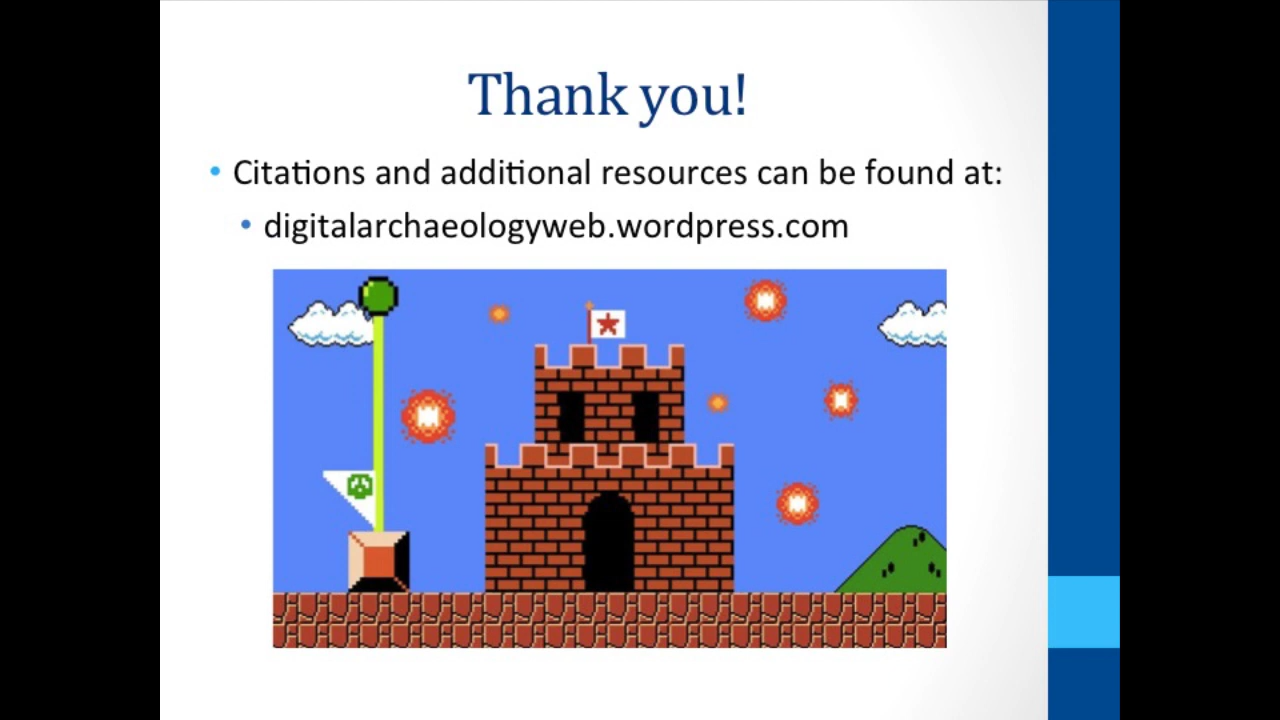 Thank you!
• Citations and additional resources can be found at:
• digitalarchaeologyweb.wordpress.com